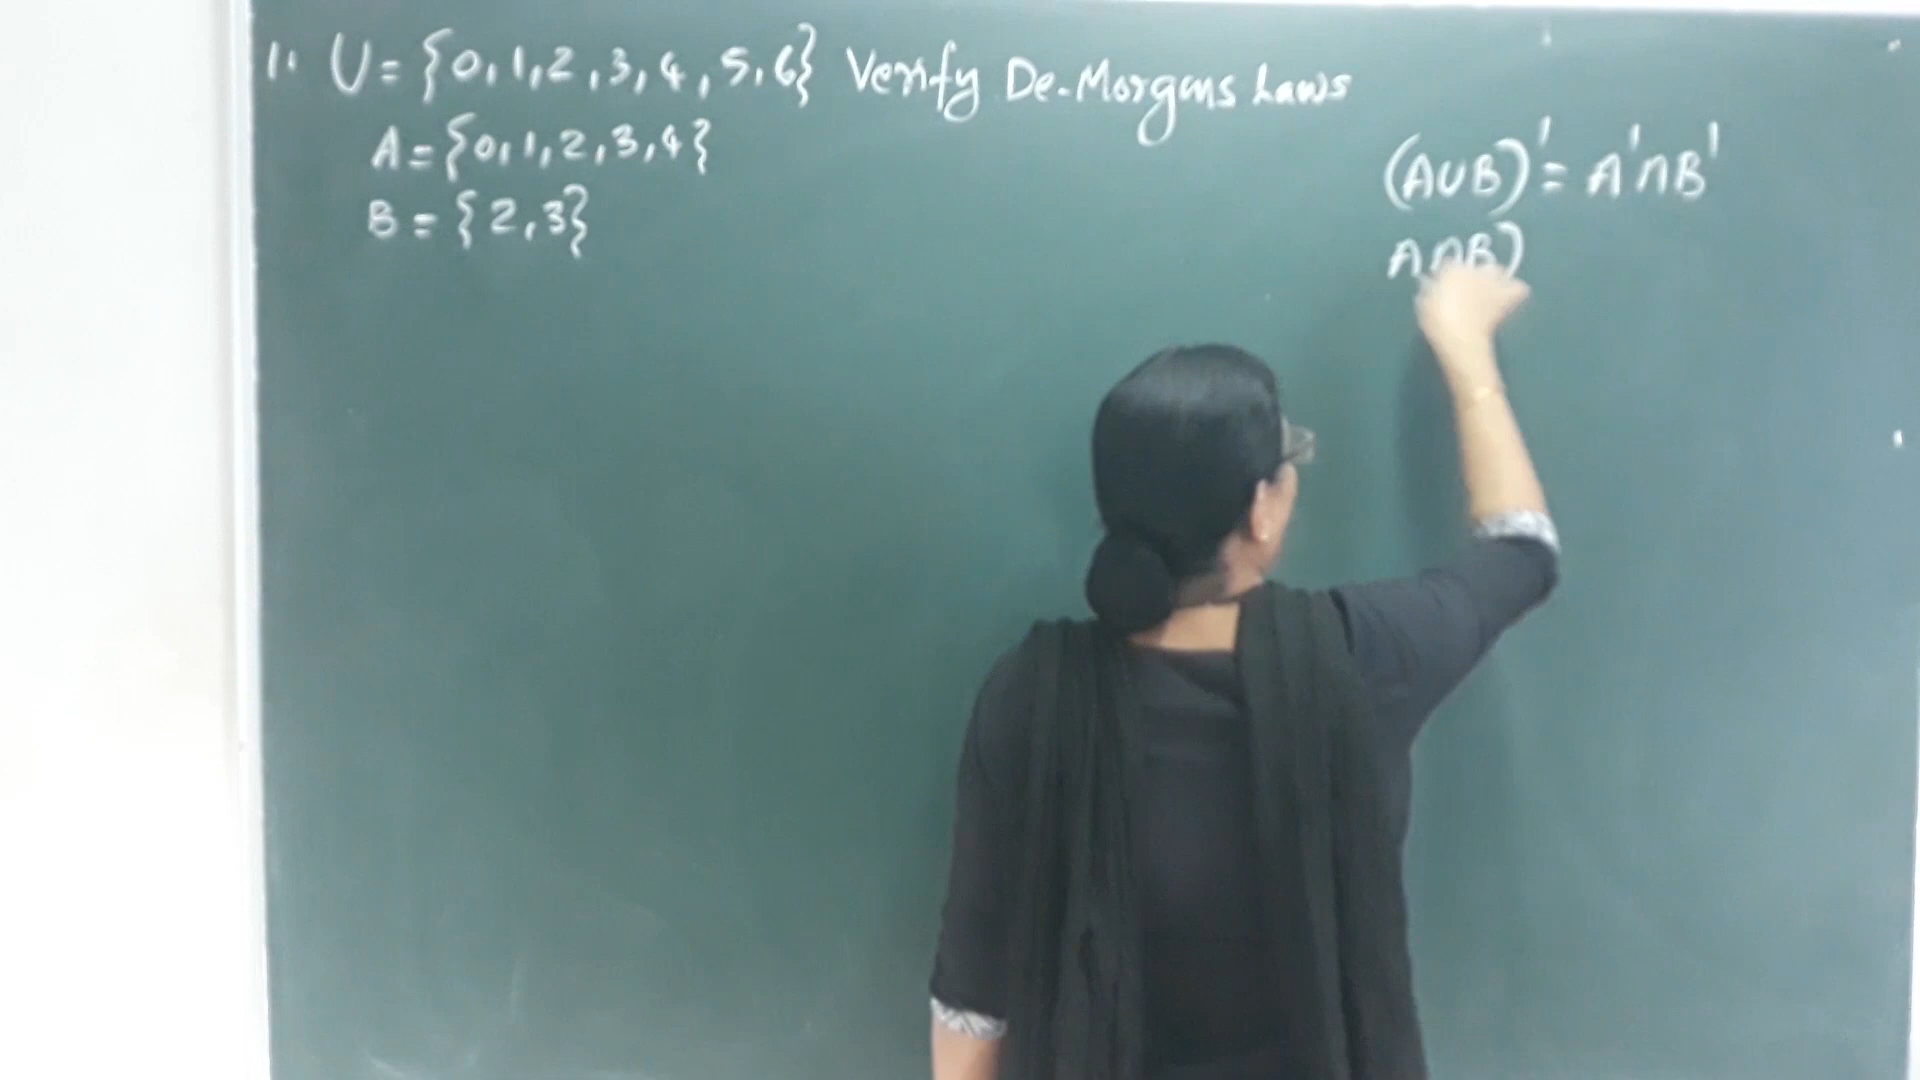 1. U = {0, 1, 2, 3, 4, 5, 6} Verify De-Morgans Laws
A = {0, 1, 2, 3, 4}
B = {2, 3}
(A∪B)' = A'∩B'
A∩B)